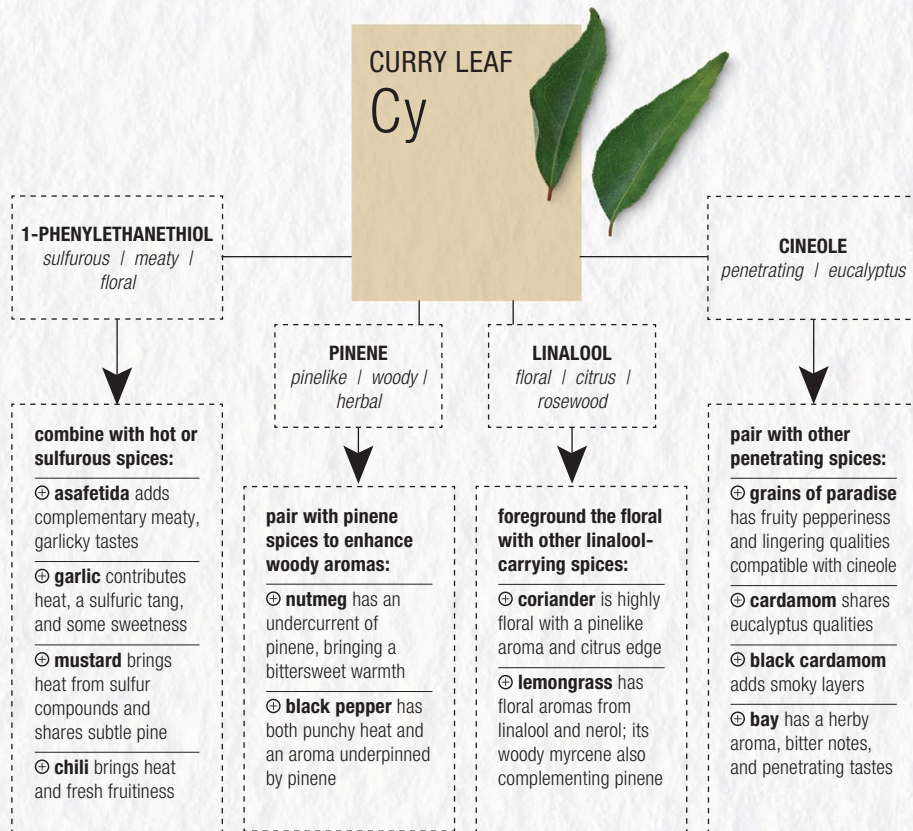 CURRY LEAF
Cy
1-PHENYLETHANETHIOL
sulfurous | meaty |
floral
PINENE
pinelike | woody |
herbal
LINALOOL
floral | citrus |
rosewood
CINEOLE
penetrating | eucalyptus
combine with hot or
sulfurous spices:
⊕ asafetida adds
complementary meaty,
garlicky tastes
⊕ garlic contributes
heat, a sulfuric tang,
and some sweetness
⊕ mustard brings
heat from sulfur
compounds and
shares subtle pine
⊕ chili brings heat
and fresh fruitiness
pair with pinene
spices to enhance
woody aromas:
⊕ nutmeg has an
undercurrent of
pinene, bringing a
bittersweet warmth
⊕ black pepper has
both punchy heat and
an aroma underpinned
by pinene
foreground the floral
with other linalool-
carrying spices:
⊕ coriander is highly
floral with a pinelike
aroma and citrus edge
⊕ lemongrass has
floral aromas from
linalool and nerol; its
woody myrcene also
complementing pinene
pair with other
penetrating spices:
⊕ grains of paradise
has fruity pepperiness
and lingering qualities
compatible with cineole
⊕ cardamom shares
eucalyptus qualities
⊕ black cardamom
adds smoky layers
⊕ bay has a herby
aroma, bitter notes,
and penetrating tastes